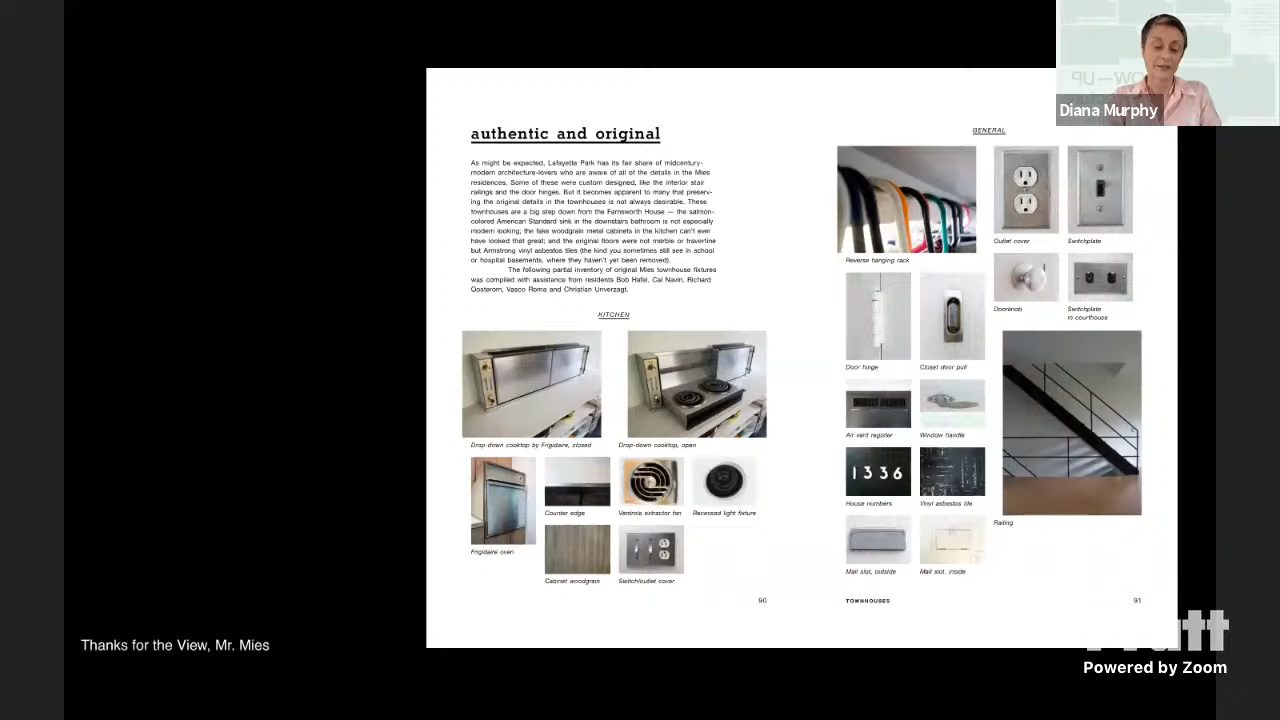 Diana Murphy
authentic and original
As might be expected, Lafayette Park has its fair share of midcentury-
modern architecture-lovers who are aware of all of the details in the Mies
residences. Some of these were custom designed, like the interior stair
railings and the door hinges. But it becomes apparent to many that preserv-
ing the original details in the townhouses is not always desirable. These
townhouses are a big step down from the Farnsworth House — the salmon-
colored American Standard sink in the downstairs bathroom is not especially
modern looking; the fake woodgrain metal cabinets in the kitchen can't ever
have looked that great; and the original floors were not marble or travertine
but Armstrong vinyl asbestos tiles (the kind you sometimes still see in school
or hospital basements, where they haven't yet been removed).
The following partial inventory of original Mies townhouse fixtures
was compiled with assistance from residents Bob Hafel, Cal Navin, Richard
Oosterom, Vasco Roma and Christian Unverzagt.
KITCHEN
Drop-down cooktop by Frigidaire, closed
Drop-down cooktop, open
Counter edge
Ventrola extractor fan
Recessed light fixture
Frigidaire oven
Cabinet woodgrain
Switch/outlet cover
90
GENERAL
Reverse hanging rack
Outlet cover
Switchplate
Doorknob
Switchplate
in courthouse
Door hinge
Closet door pull
Air vent register
Window handle
1336
House numbers
Vinyl asbestos tile
Railing
Mail slot, outside
Mail slot, inside
TOWNHOUSES
91
Thanks for the View, Mr. Mies
Powered by Zoom